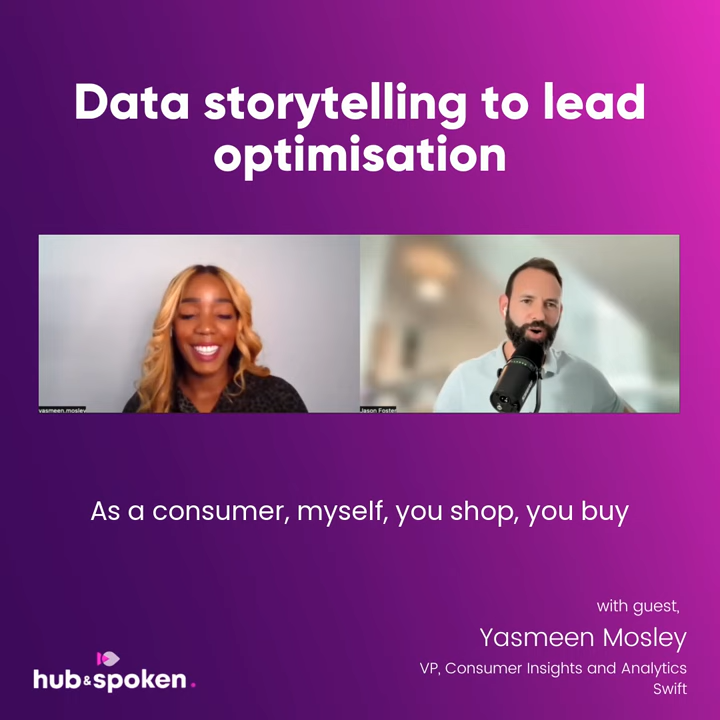 Data storytelling to lead
optimisation
yasmeen.mosley
Jason Foster
As a consumer, myself, you shop, you buy
with guest,
Yasmeen Mosley
VP, Consumer Insights and Analytics
Swift
hub&spoken.